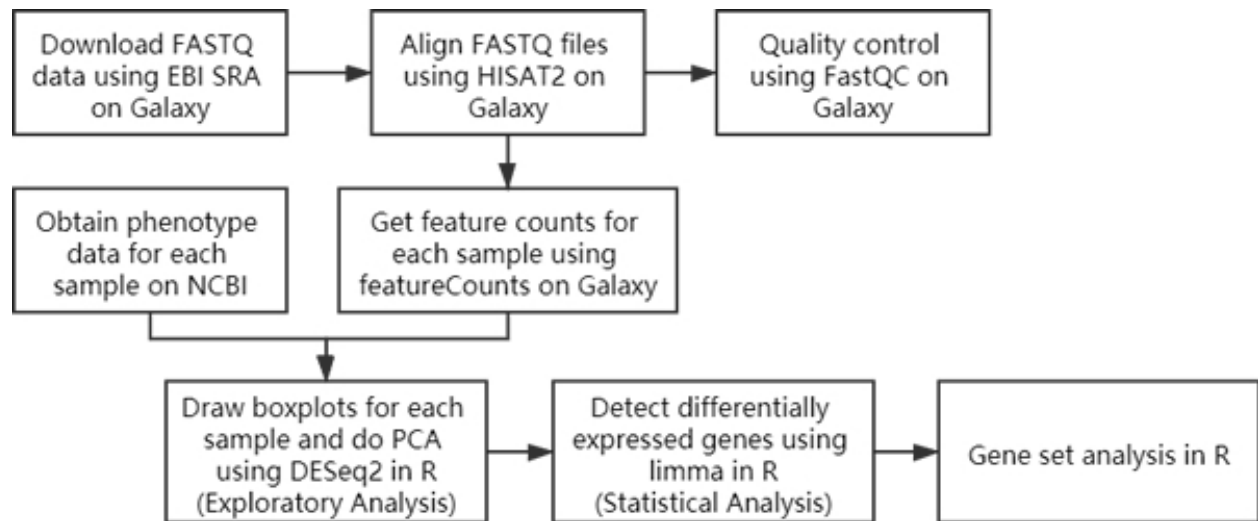 Download FASTQ
data using EBI SRA
on Galaxy
Align FASTQ files
using HISAT2 on
Galaxy
Quality control
using FastQC on
Galaxy
Obtain phenotype
data for each
sample on NCBI
Get feature counts for
each sample using
featureCounts on Galaxy
Draw boxplots for each
sample and do PCA
using DESeq2 in R
(Exploratory Analysis)
Detect differentially
expressed genes using
limma in R
(Statistical Analysis)
Gene set analysis in R